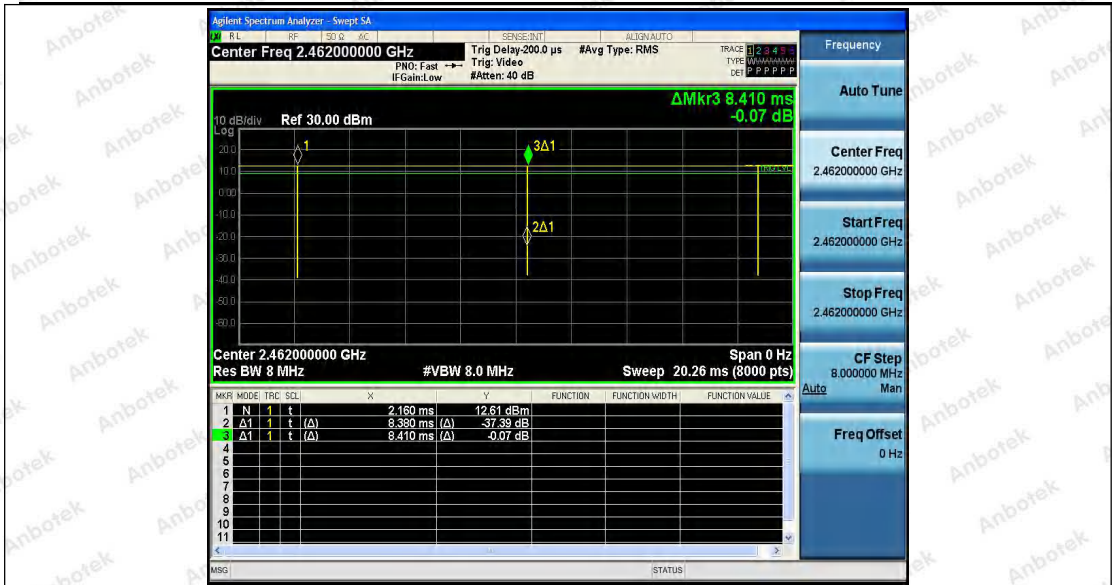 Agilent Spectrum Analyzer - Swept SA
RL RF 50 Ω AC SENSE:INT ALIGN AUTO
Center Freq 2.462000000 GHz
PNO: Fast
IFGain:Low
Trig Delay-200.0 µs
Trig: Video
#Atten: 40 dB
#Avg Type: RMS
TRACE 1 2 3 4 5 6
TYPE
DET P P P P P P
ΔMkr3 8.410 ms
-0.07 dB
10 dB/div Ref 30.00 dBm
Log
20.0
10.0
0.00
-10.0
-20.0
-30.0
-40.0
-50.0
-60.0
1
3Δ1
2Δ1
TRIG LVL
Center 2.462000000 GHz Span 0 Hz
Res BW 8 MHz #VBW 8.0 MHz Sweep 20.26 ms (8000 pts)
MKR MODE TRC SCL X Y FUNCTION FUNCTION WIDTH FUNCTION VALUE
1 N 1 t 2.160 ms 12.61 dBm
2 Δ1 1 t (Δ) 8.380 ms (Δ) -37.39 dB
3 Δ1 1 t (Δ) 8.410 ms (Δ) -0.07 dB
4
5
6
7
8
9
10
11
MSG STATUS
Frequency
Auto Tune
Center Freq
2.462000000 GHz
Start Freq
2.462000000 GHz
Stop Freq
2.462000000 GHz
CF Step
8.000000 MHz
Auto Man
Freq Offset
0 Hz
Anbotek